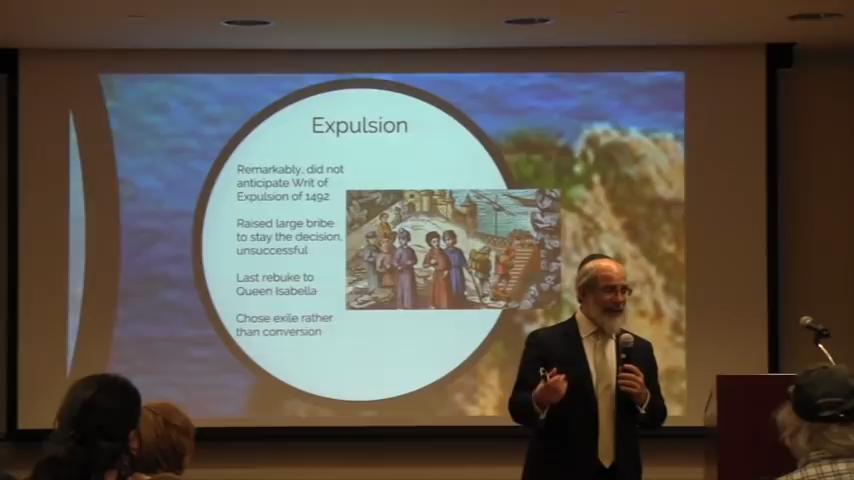 Expulsion
Remarkably, did not
anticipate Writ of
Expulsion of 1492
Raised large bribe
to stay the decision,
unsuccessful
Last rebuke to
Queen Isabella
Chose exile rather
than conversion